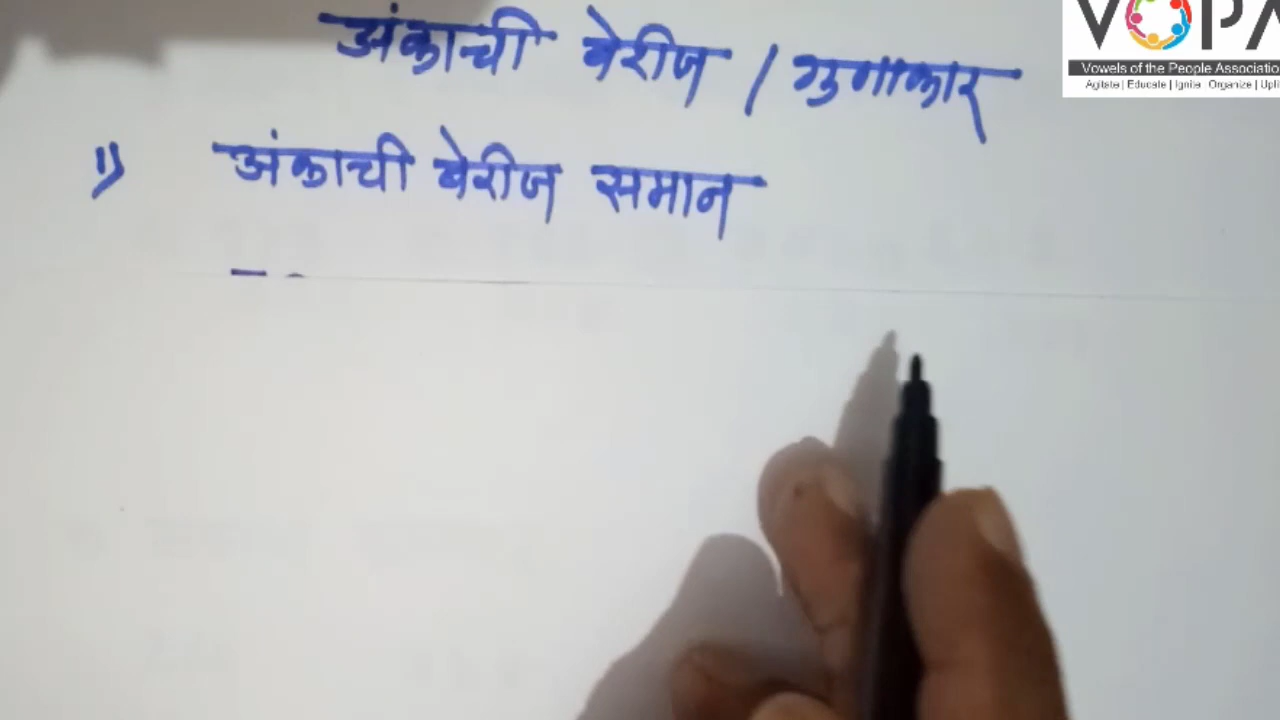 अंकाची बेरीज / गुणाकार
VOPA
Vowels of the People Associatio
Agitate | Educate | Ignite Organize | Upli
1) अंकाची बेरीज समान